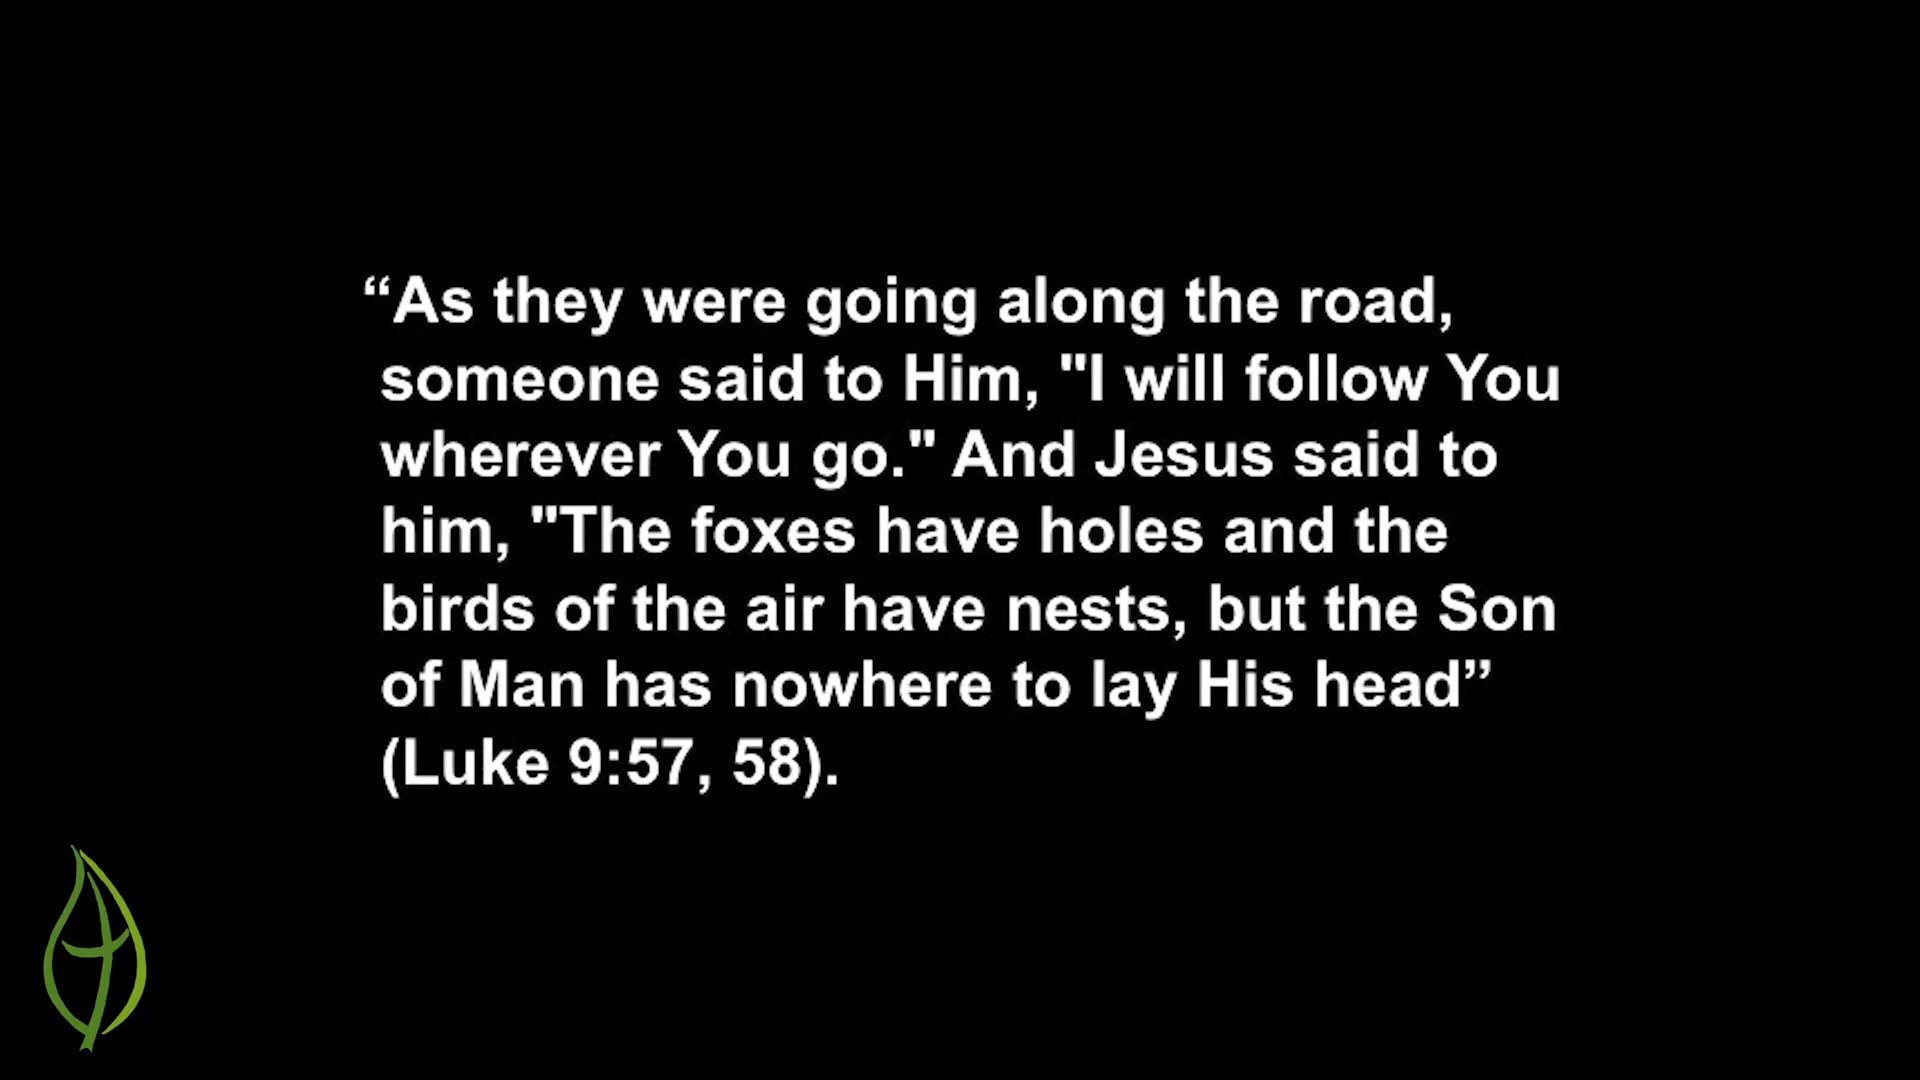 “As they were going along the road,
someone said to Him, "I will follow You
wherever You go." And Jesus said to
him, "The foxes have holes and the
birds of the air have nests, but the Son
of Man has nowhere to lay His head”
(Luke 9:57, 58).